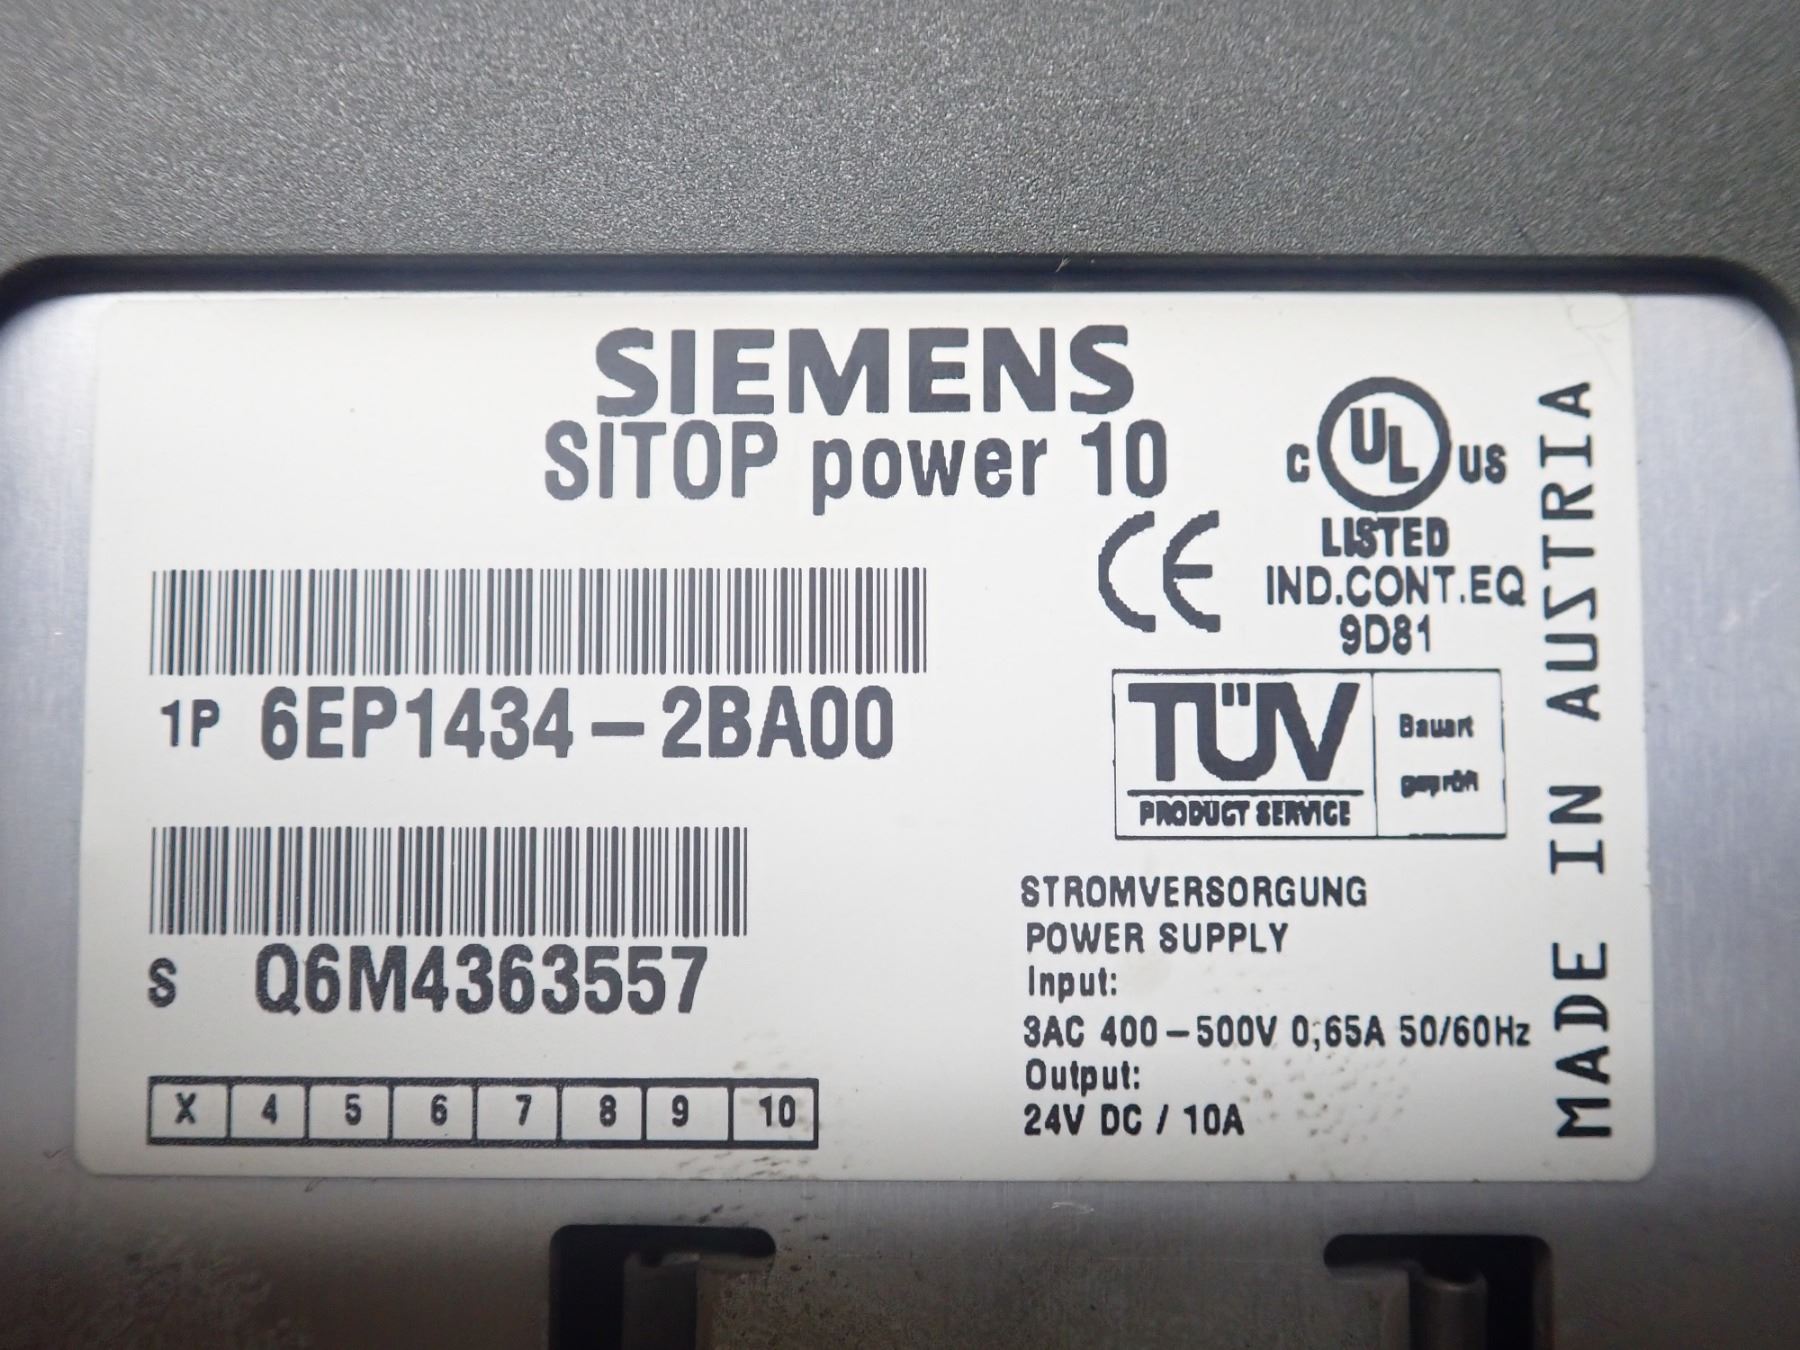 SIEMENS
SITOP power 10
C UL US
LISTED
IND.CONT.EQ
9D81
CE
1P 6EP1434-2BA00
TÜV
PRODUCT SERVICE
Bauart
geprüft
S Q6M4363557
X 4 5 6 7 8 9 10
STROMVERSORGUNG
POWER SUPPLY
Input:
3AC 400-500V 0,65A 50/60Hz
Output:
24V DC / 10A
MADE IN AUSTRIA